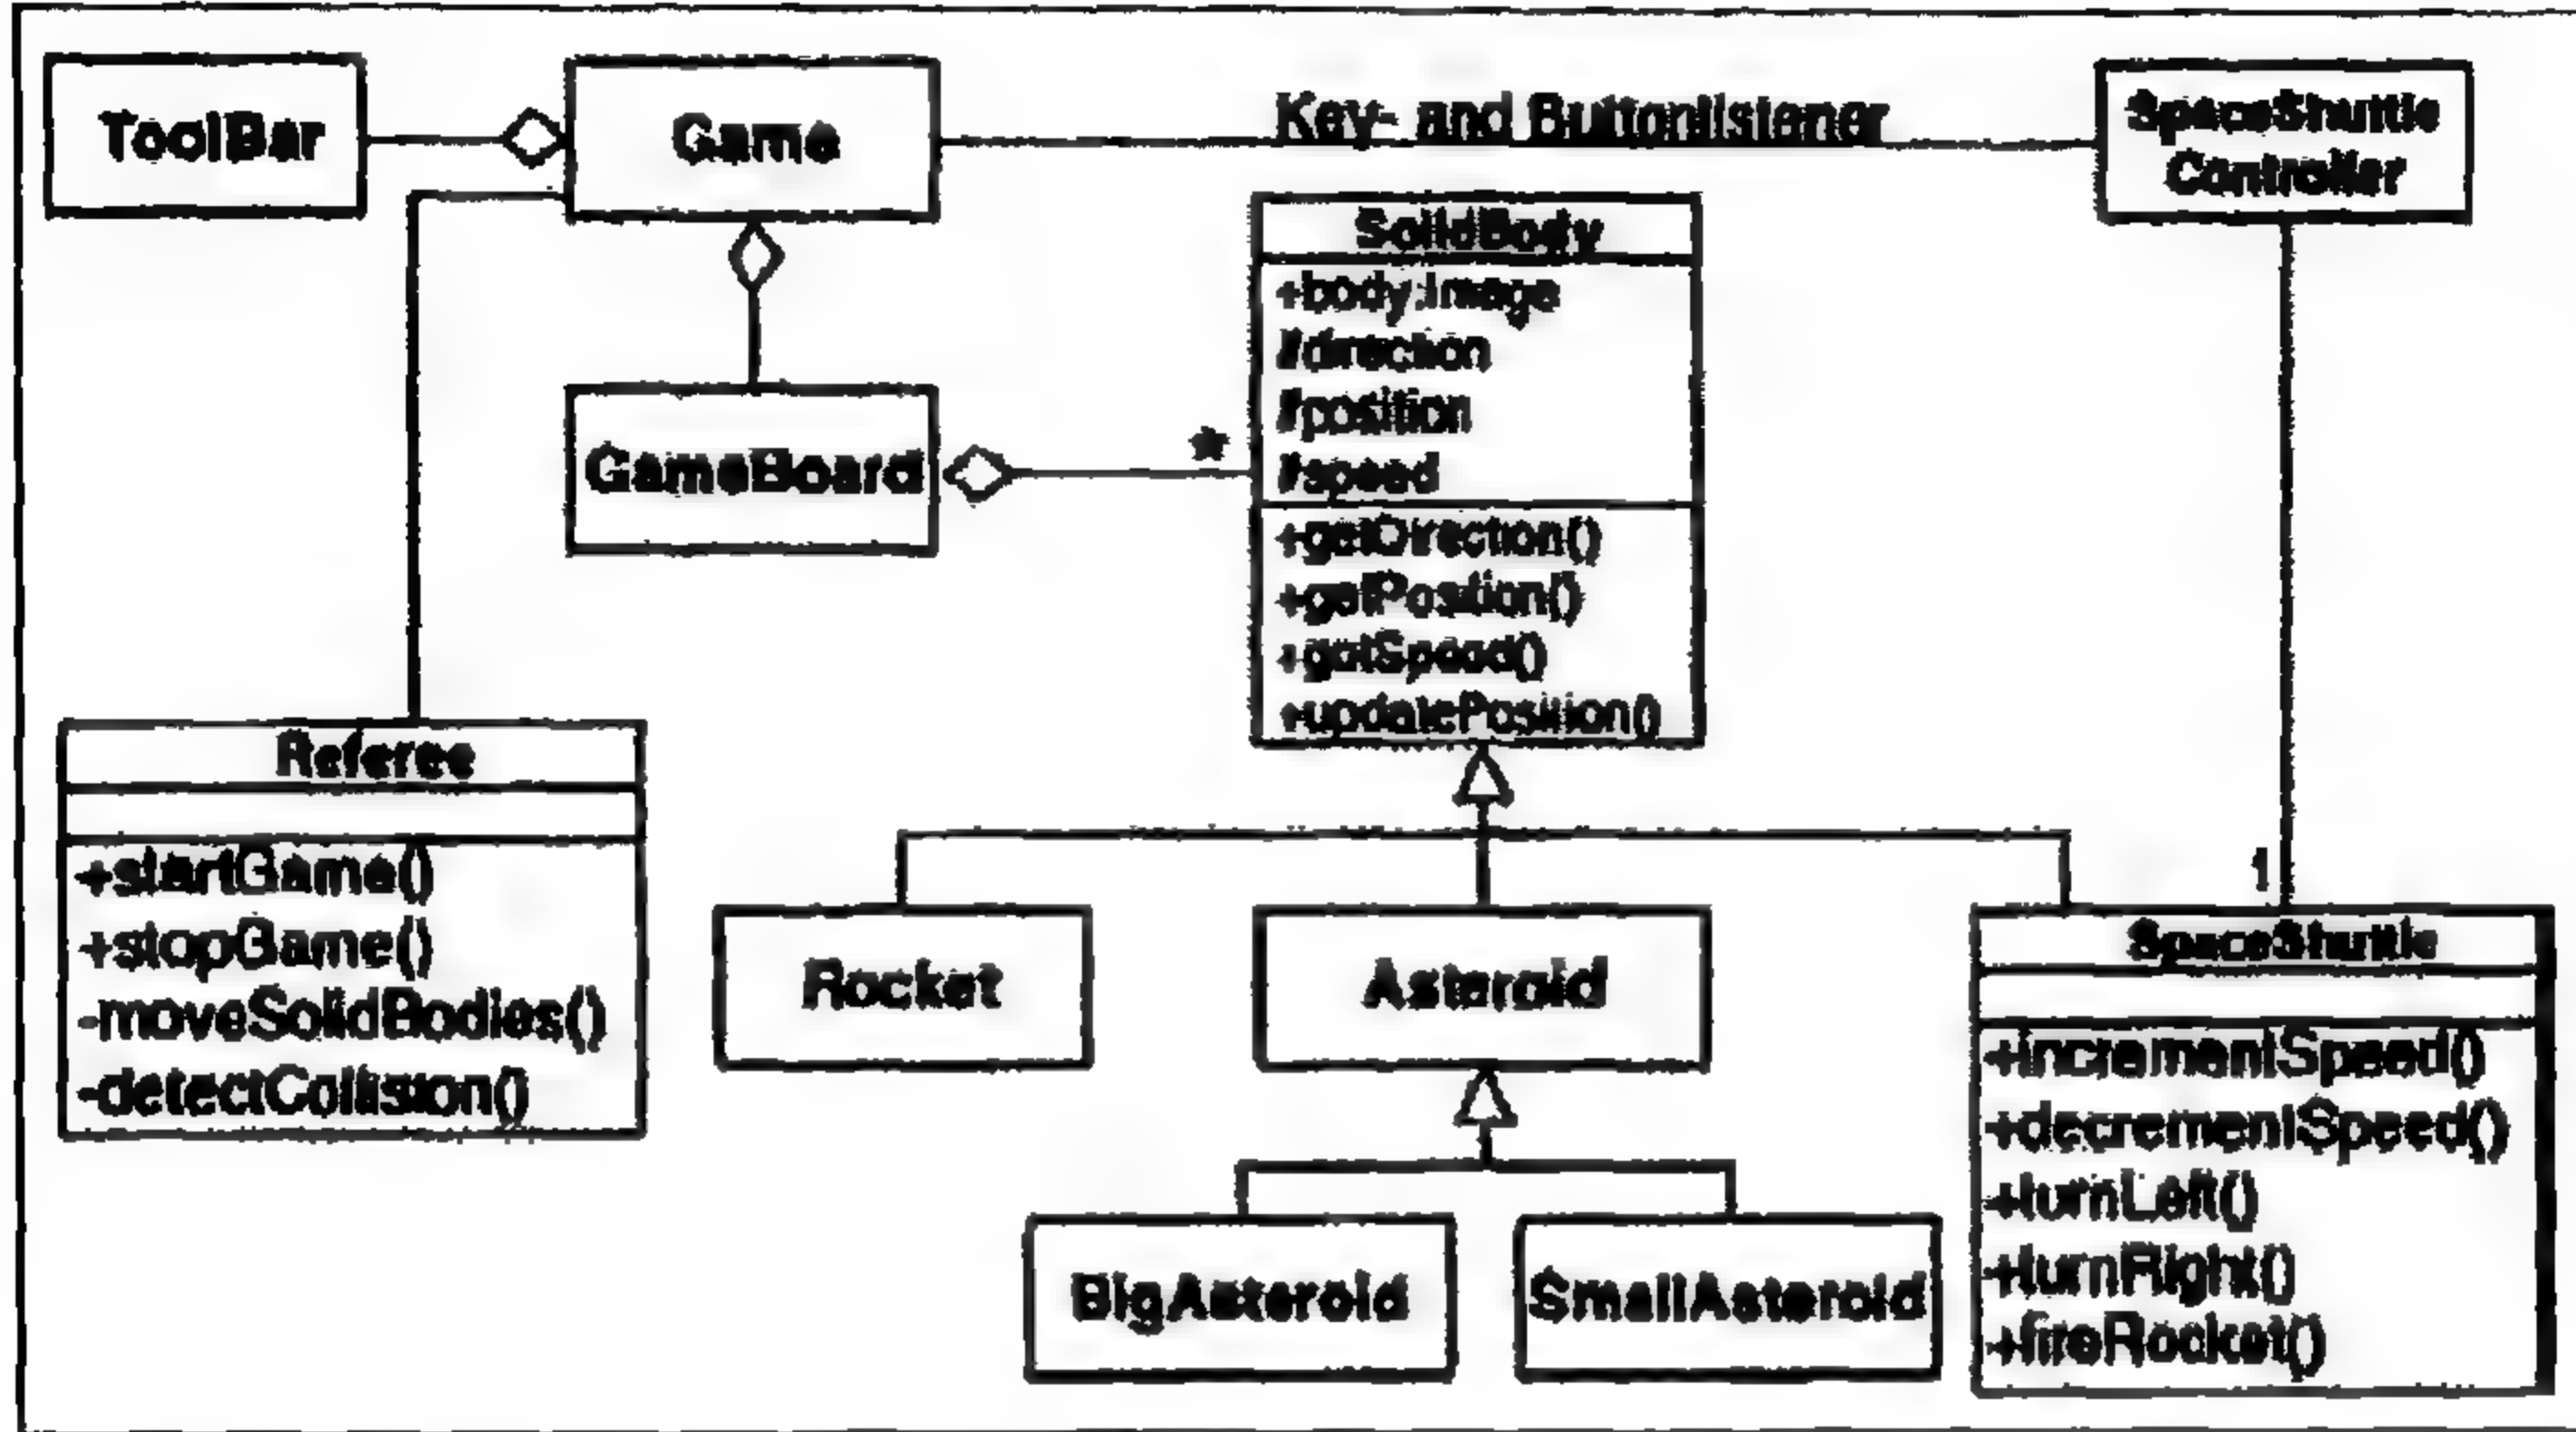 ToolBar
Game
Key- and Buttonlistener
SpaceShuttle
Controller
SolidBody
+body:Image
#direction
#position
#speed
+getDirection()
+getPosition()
+getSpeed()
+updatePosition()
GameBoard
*
Referee
+startGame()
+stopGame()
-moveSolidBodies()
-detectCollision()
Rocket
Asteroid
1
SpaceShuttle
+incrementSpeed()
+decrementSpeed()
+turnLeft()
+turnRight()
+fireRocket()
BigAsteroid
SmallAsteroid